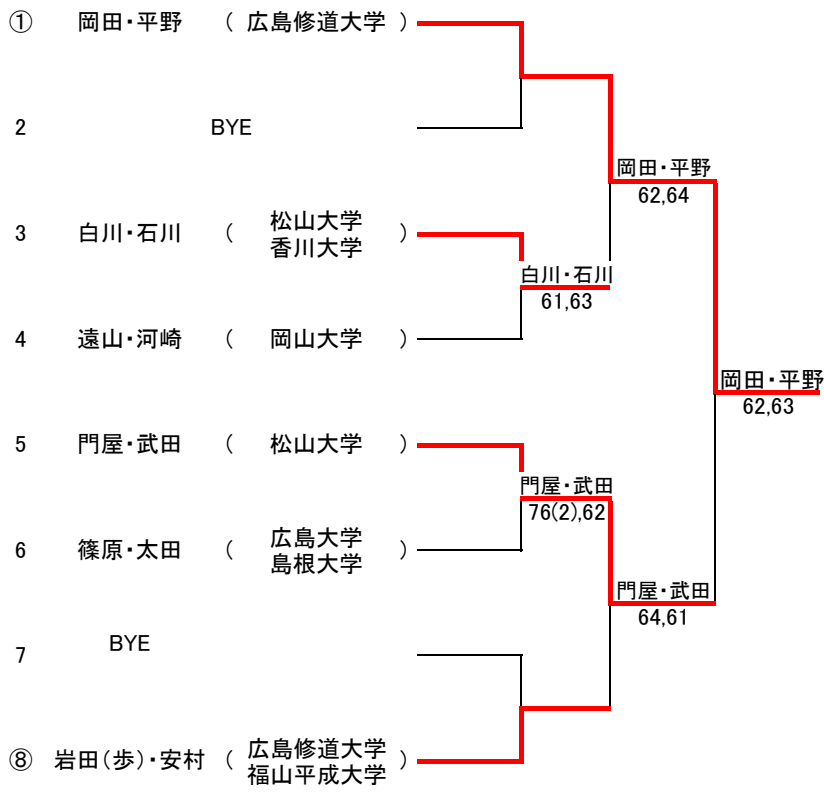 ① 岡田・平野 ( 広島修道大学 )
2 BYE
岡田・平野
62,64
3 白川・石川 ( 松山大学 香川大学 )
白川・石川
61,63
4 遠山・河崎 ( 岡山大学 )
岡田・平野
62,63
5 門屋・武田 ( 松山大学 )
門屋・武田
76(2),62
6 篠原・太田 ( 広島大学 島根大学 )
門屋・武田
64,61
7 BYE
⑧ 岩田(歩)・安村 ( 広島修道大学 福山平成大学 )